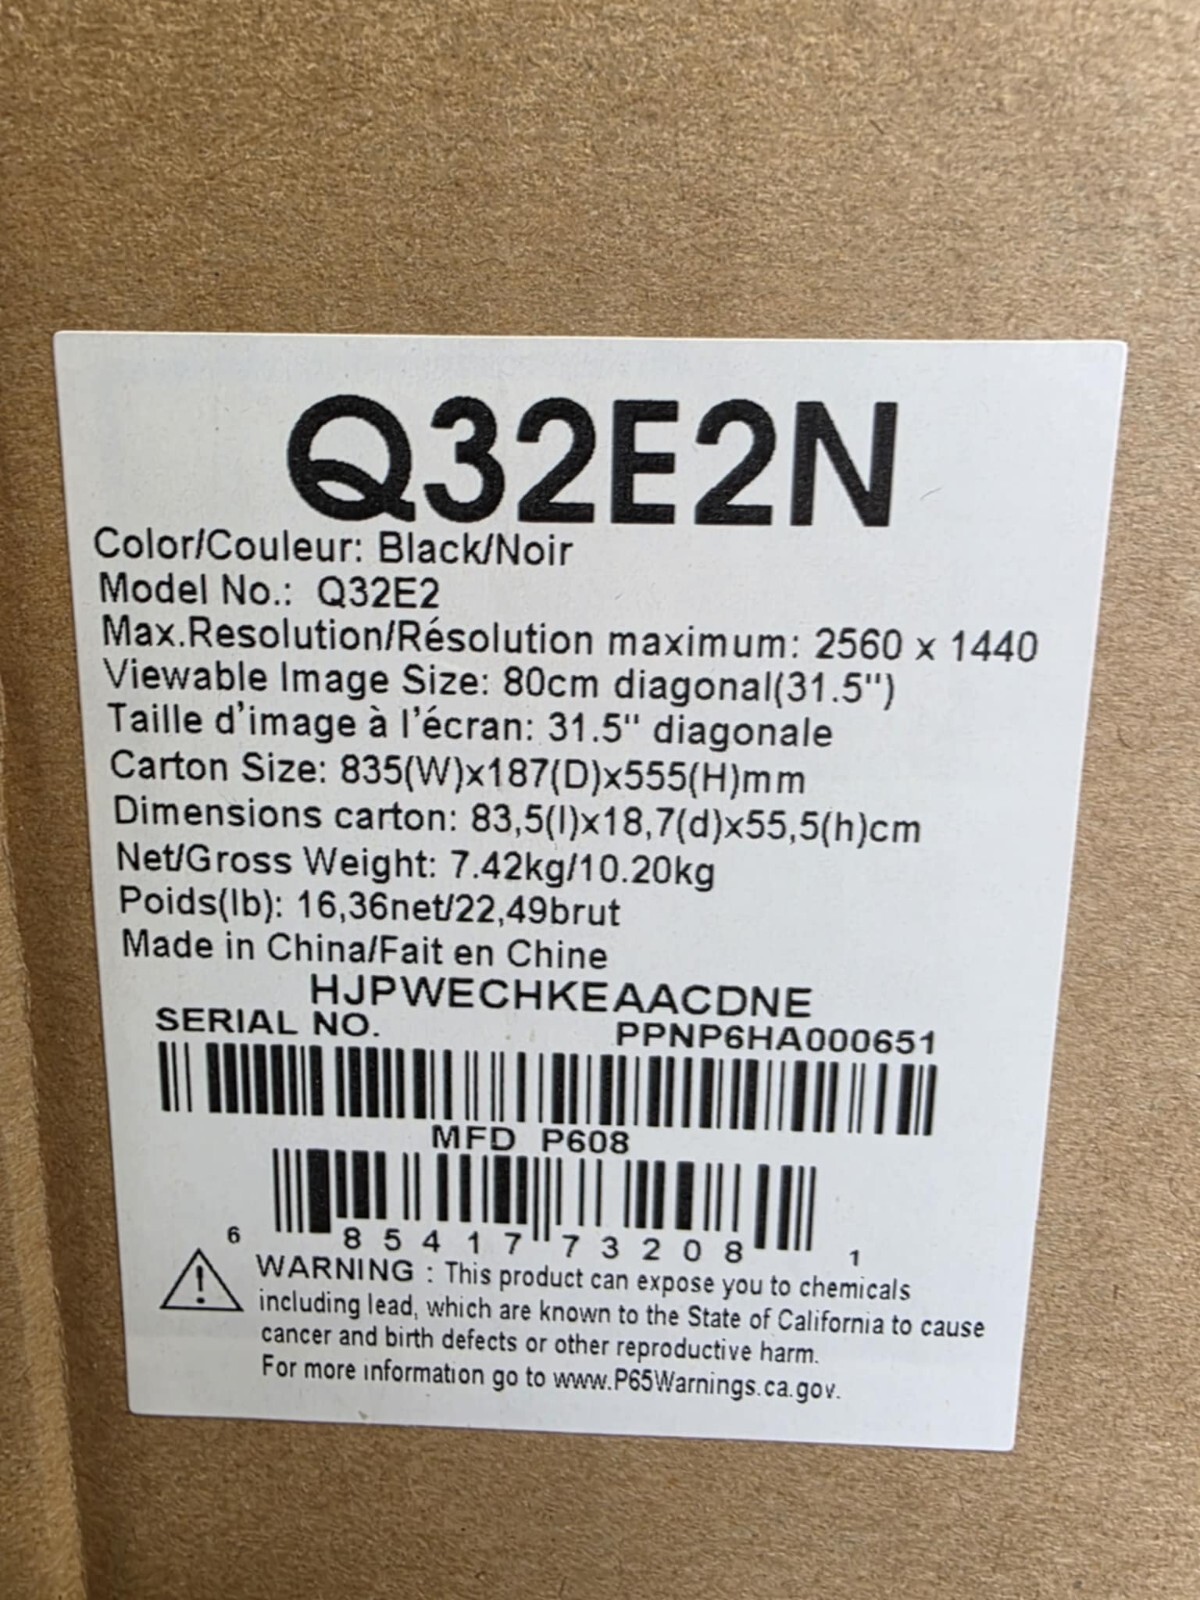 Q32E2N
Color/Couleur: Black/Noir
Model No.: Q32E2
Max.Resolution/Résolution maximum: 2560 x 1440
Viewable Image Size: 80cm diagonal(31.5")
Taille d'image à l'écran: 31.5" diagonale
Carton Size: 835(W)x187(D)x555(H)mm
Dimensions carton: 83,5(l)x18,7(d)x55,5(h)cm
Net/Gross Weight: 7.42kg/10.20kg
Poids(lb): 16,36net/22,49brut
Made in China/Fait en Chine
HJPWECHKEAACDNE
SERIAL NO. PPNP6HA000651
MFD P608
6 85417 73208 1
WARNING : This product can expose you to chemicals
including lead, which are known to the State of California to cause
cancer and birth defects or other reproductive harm.
For more information go to www.P65Warnings.ca.gov.